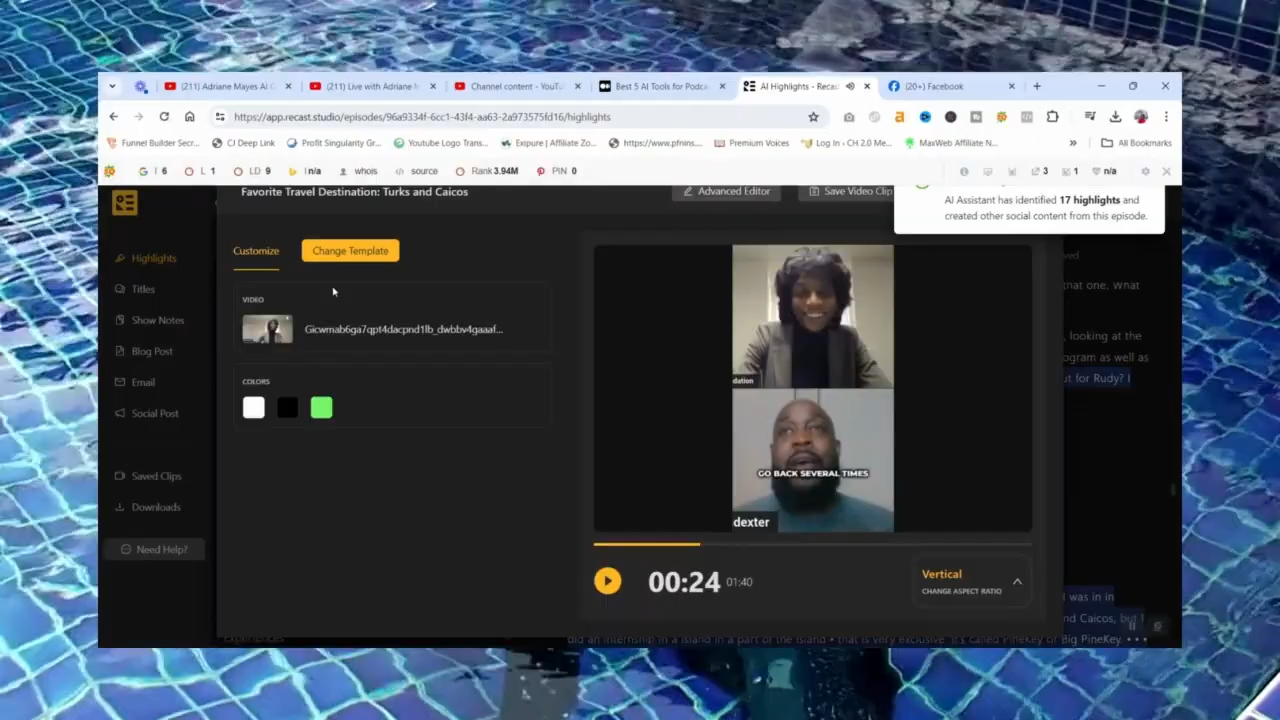 (211) Adriane Mayes AI
(211) Live with Adriane
Channel content - YouTu
Best 5 AI Tools for Podca
AI Highlights - Recas
(20+) Facebook
https://app.recast.studio/episodes/96a9334f-6cc1-43f4-aa63-2a973575fd16/highlights
Funnel Builder Secr...
CJ Deep Link
Profit Singularity Gr...
Youtube Logo Trans...
Expure | Affiliate Zo...
https://www.pfnins...
Premium Voices
Log In › CH 2.0 Me...
MaxWeb Affiliate N...
»
All Bookmarks
G I 6
L 1
LD 9
I n/a
whois
source
Rank 3.94M
PIN 0
3
1
n/a
Favorite Travel Destination: Turks and Caicos
Advanced Editor
Save Video Clip
AI Assistant has identified 17 highlights and
created other social content from this episode.
Highlights
Titles
Show Notes
Blog Post
Email
Social Post
Saved Clips
Downloads
Need Help?
Customize
Change Template
VIDEO
Gicwmab6ga7qpt4dacpnd1lb_dwbbv4gaaaf...
COLORS
dation
GO BACK SEVERAL TIMES
dexter
00:24 01:40
Vertical
CHANGE ASPECT RATIO
that one. What
, looking at the
ogram as well as
ut for Rudy? I
I was in in
nd Caicos, but I
did an internship in a island in a part of the island • that is very exclusive. It's called PineKey or Big PineKey. • • •
Experiences